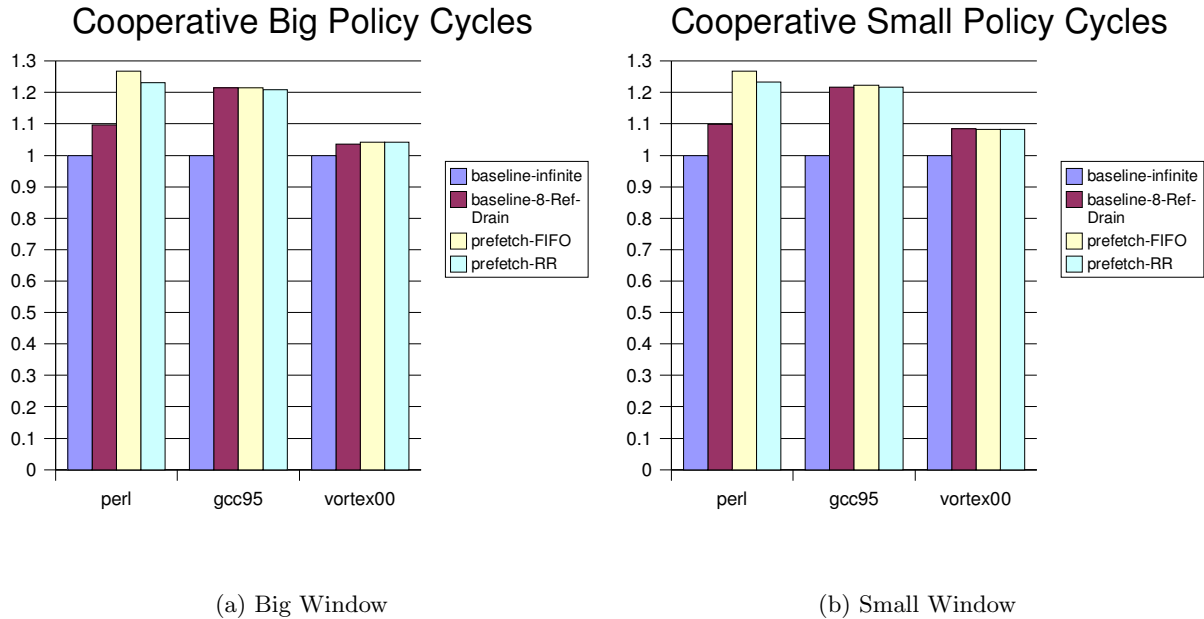 Cooperative Big Policy Cycles
1.3
1.2
1.1
1
0.9
0.8
0.7
0.6
0.5
0.4
0.3
0.2
0.1
0
perl
gcc95
vortex00
baseline-infinite
baseline-8-Ref-
Drain
prefetch-FIFO
prefetch-RR
(a) Big Window
Cooperative Small Policy Cycles
1.3
1.2
1.1
1
0.9
0.8
0.7
0.6
0.5
0.4
0.3
0.2
0.1
0
perl
gcc95
vortex00
baseline-infinite
baseline-8-Ref-
Drain
prefetch-FIFO
prefetch-RR
(b) Small Window